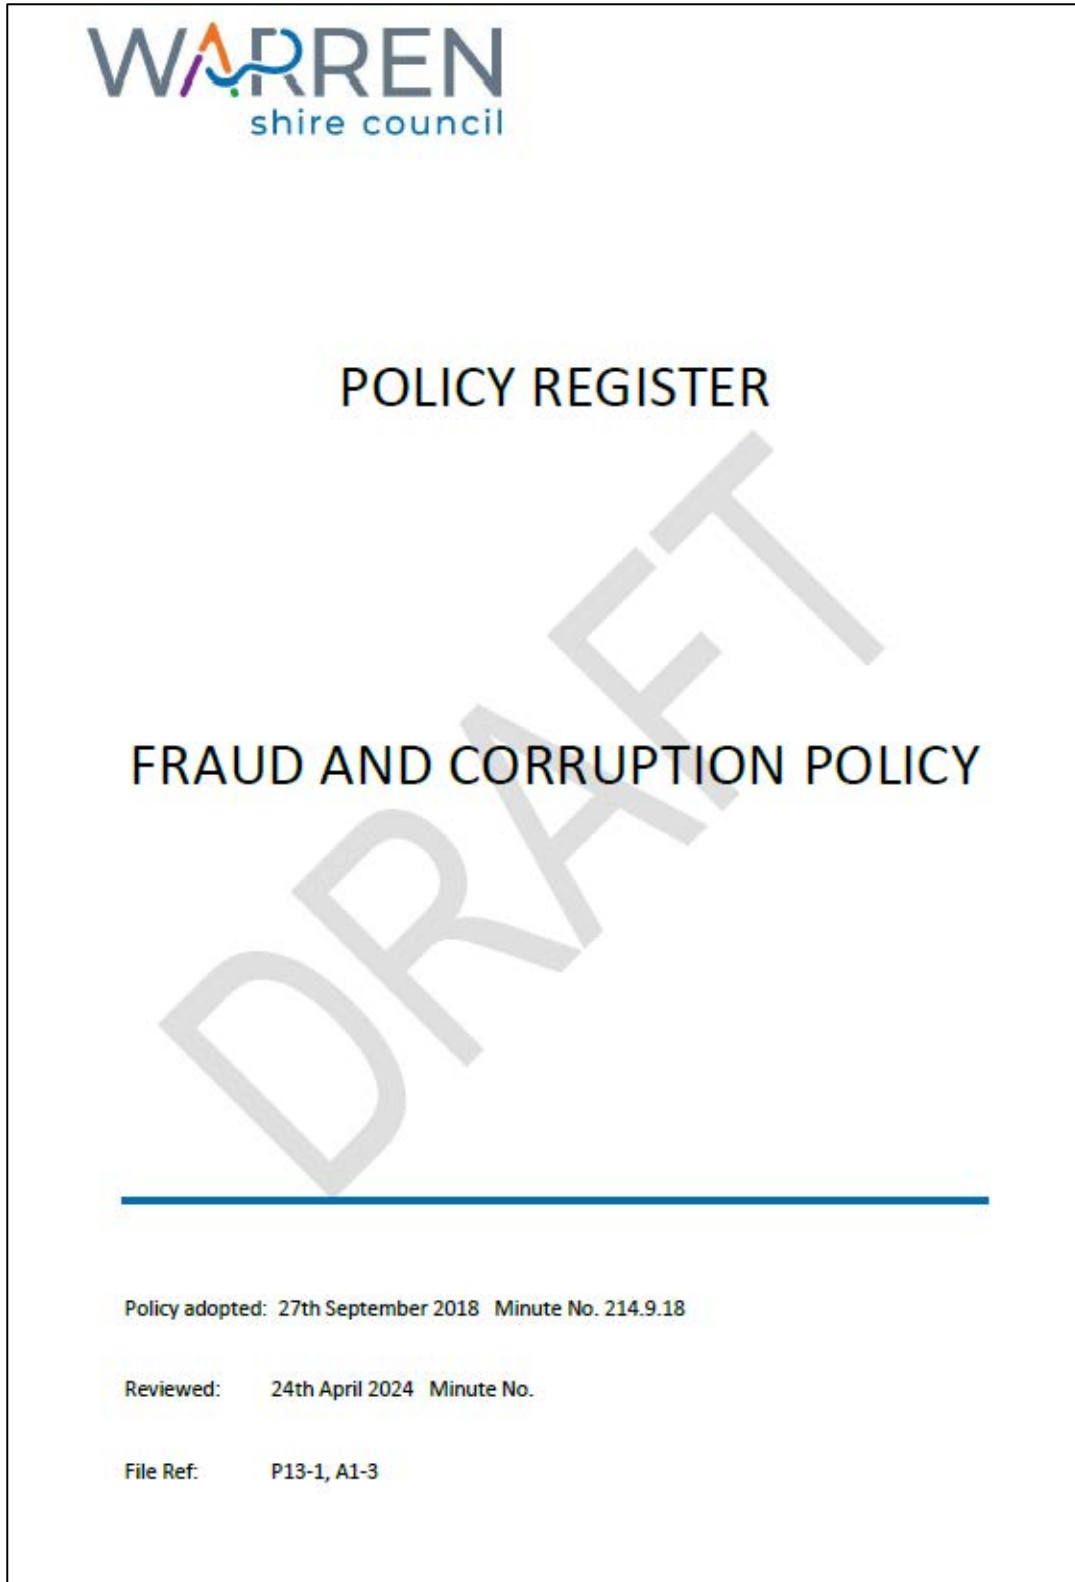 WARREN
shire council
POLICY REGISTER
DRAFT
FRAUD AND CORRUPTION POLICY
Policy adopted: 27th September 2018 Minute No. 214.9.18
Reviewed: 24th April 2024 Minute No.
File Ref: P13-1, A1-3